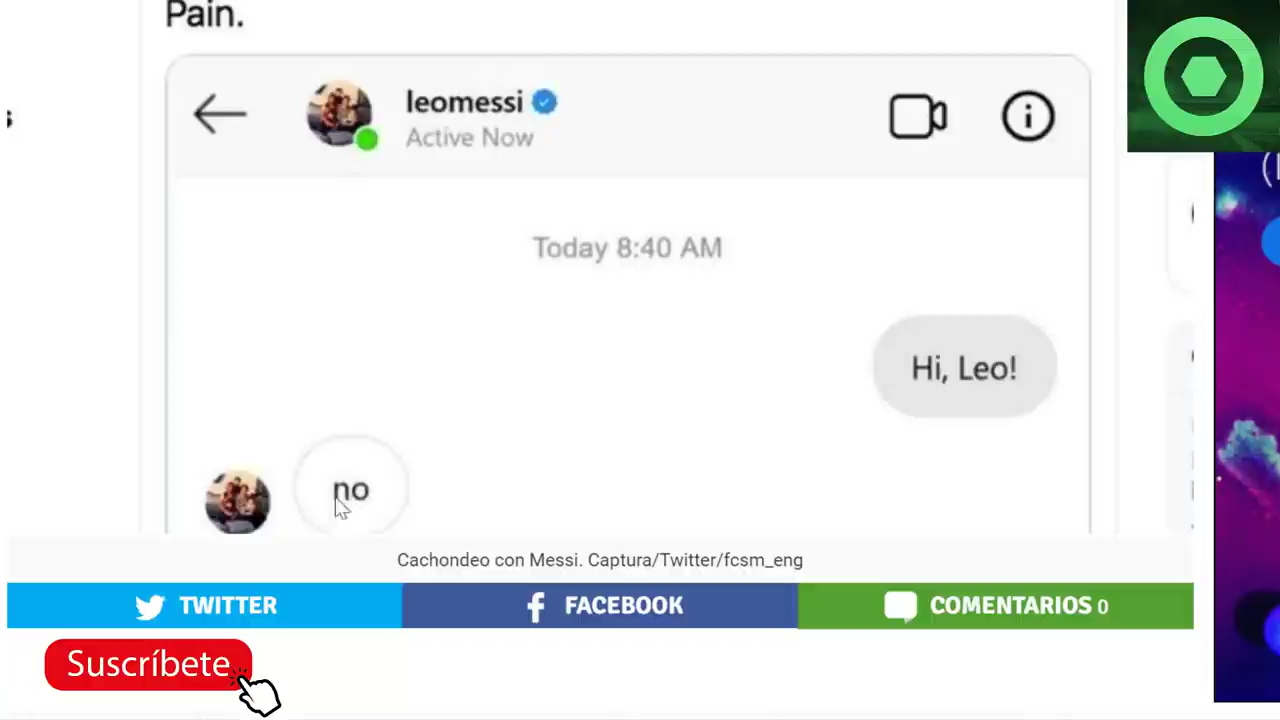 Pain.
leomessi
Active Now
Today 8:40 AM
Hi, Leo!
no
Cachondeo con Messi. Captura/Twitter/fcsm_eng
TWITTER
FACEBOOK
COMENTARIOS 0
Suscríbete